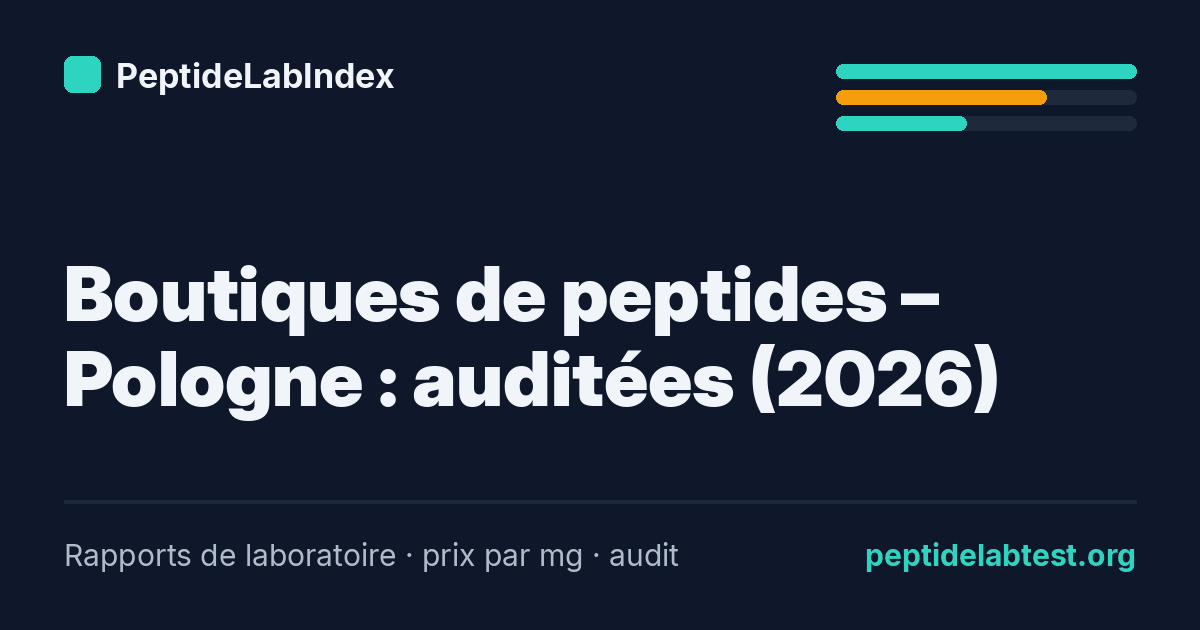 PeptideLabIndex
Boutiques de peptides –
Pologne : auditées (2026)
Rapports de laboratoire · prix par mg · audit
peptidelabtest.org